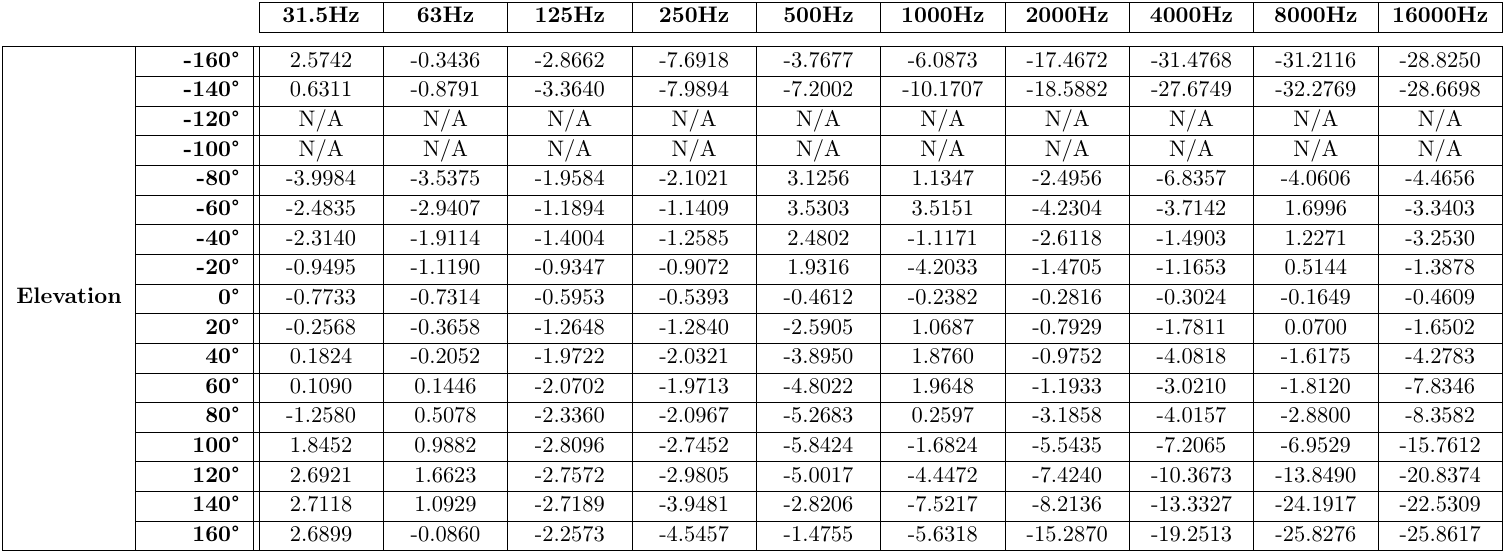 31.5Hz 63Hz 125Hz 250Hz 500Hz 1000Hz 2000Hz 4000Hz 8000Hz 16000Hz
-160° 2.5742 -0.3436 -2.8662 -7.6918 -3.7677 -6.0873 -17.4672 -31.4768 -31.2116 -28.8250
-140° 0.6311 -0.8791 -3.3640 -7.9894 -7.2002 -10.1707 -18.5882 -27.6749 -32.2769 -28.6698
-120° N/A N/A N/A N/A N/A N/A N/A N/A N/A N/A
-100° N/A N/A N/A N/A N/A N/A N/A N/A N/A N/A
-80° -3.9984 -3.5375 -1.9584 -2.1021 3.1256 1.1347 -2.4956 -6.8357 -4.0606 -4.4656
-60° -2.4835 -2.9407 -1.1894 -1.1409 3.5303 3.5151 -4.2304 -3.7142 1.6996 -3.3403
-40° -2.3140 -1.9114 -1.4004 -1.2585 2.4802 -1.1171 -2.6118 -1.4903 1.2271 -3.2530
-20° -0.9495 -1.1190 -0.9347 -0.9072 1.9316 -4.2033 -1.4705 -1.1653 0.5144 -1.3878
Elevation 0° -0.7733 -0.7314 -0.5953 -0.5393 -0.4612 -0.2382 -0.2816 -0.3024 -0.1649 -0.4609
20° -0.2568 -0.3658 -1.2648 -1.2840 -2.5905 1.0687 -0.7929 -1.7811 0.0700 -1.6502
40° 0.1824 -0.2052 -1.9722 -2.0321 -3.8950 1.8760 -0.9752 -4.0818 -1.6175 -4.2783
60° 0.1090 0.1446 -2.0702 -1.9713 -4.8022 1.9648 -1.1933 -3.0210 -1.8120 -7.8346
80° -1.2580 0.5078 -2.3360 -2.0967 -5.2683 0.2597 -3.1858 -4.0157 -2.8800 -8.3582
100° 1.8452 0.9882 -2.8096 -2.7452 -5.8424 -1.6824 -5.5435 -7.2065 -6.9529 -15.7612
120° 2.6921 1.6623 -2.7572 -2.9805 -5.0017 -4.4472 -7.4240 -10.3673 -13.8490 -20.8374
140° 2.7118 1.0929 -2.7189 -3.9481 -2.8206 -7.5217 -8.2136 -13.3327 -24.1917 -22.5309
160° 2.6899 -0.0860 -2.2573 -4.5457 -1.4755 -5.6318 -15.2870 -19.2513 -25.8276 -25.8617